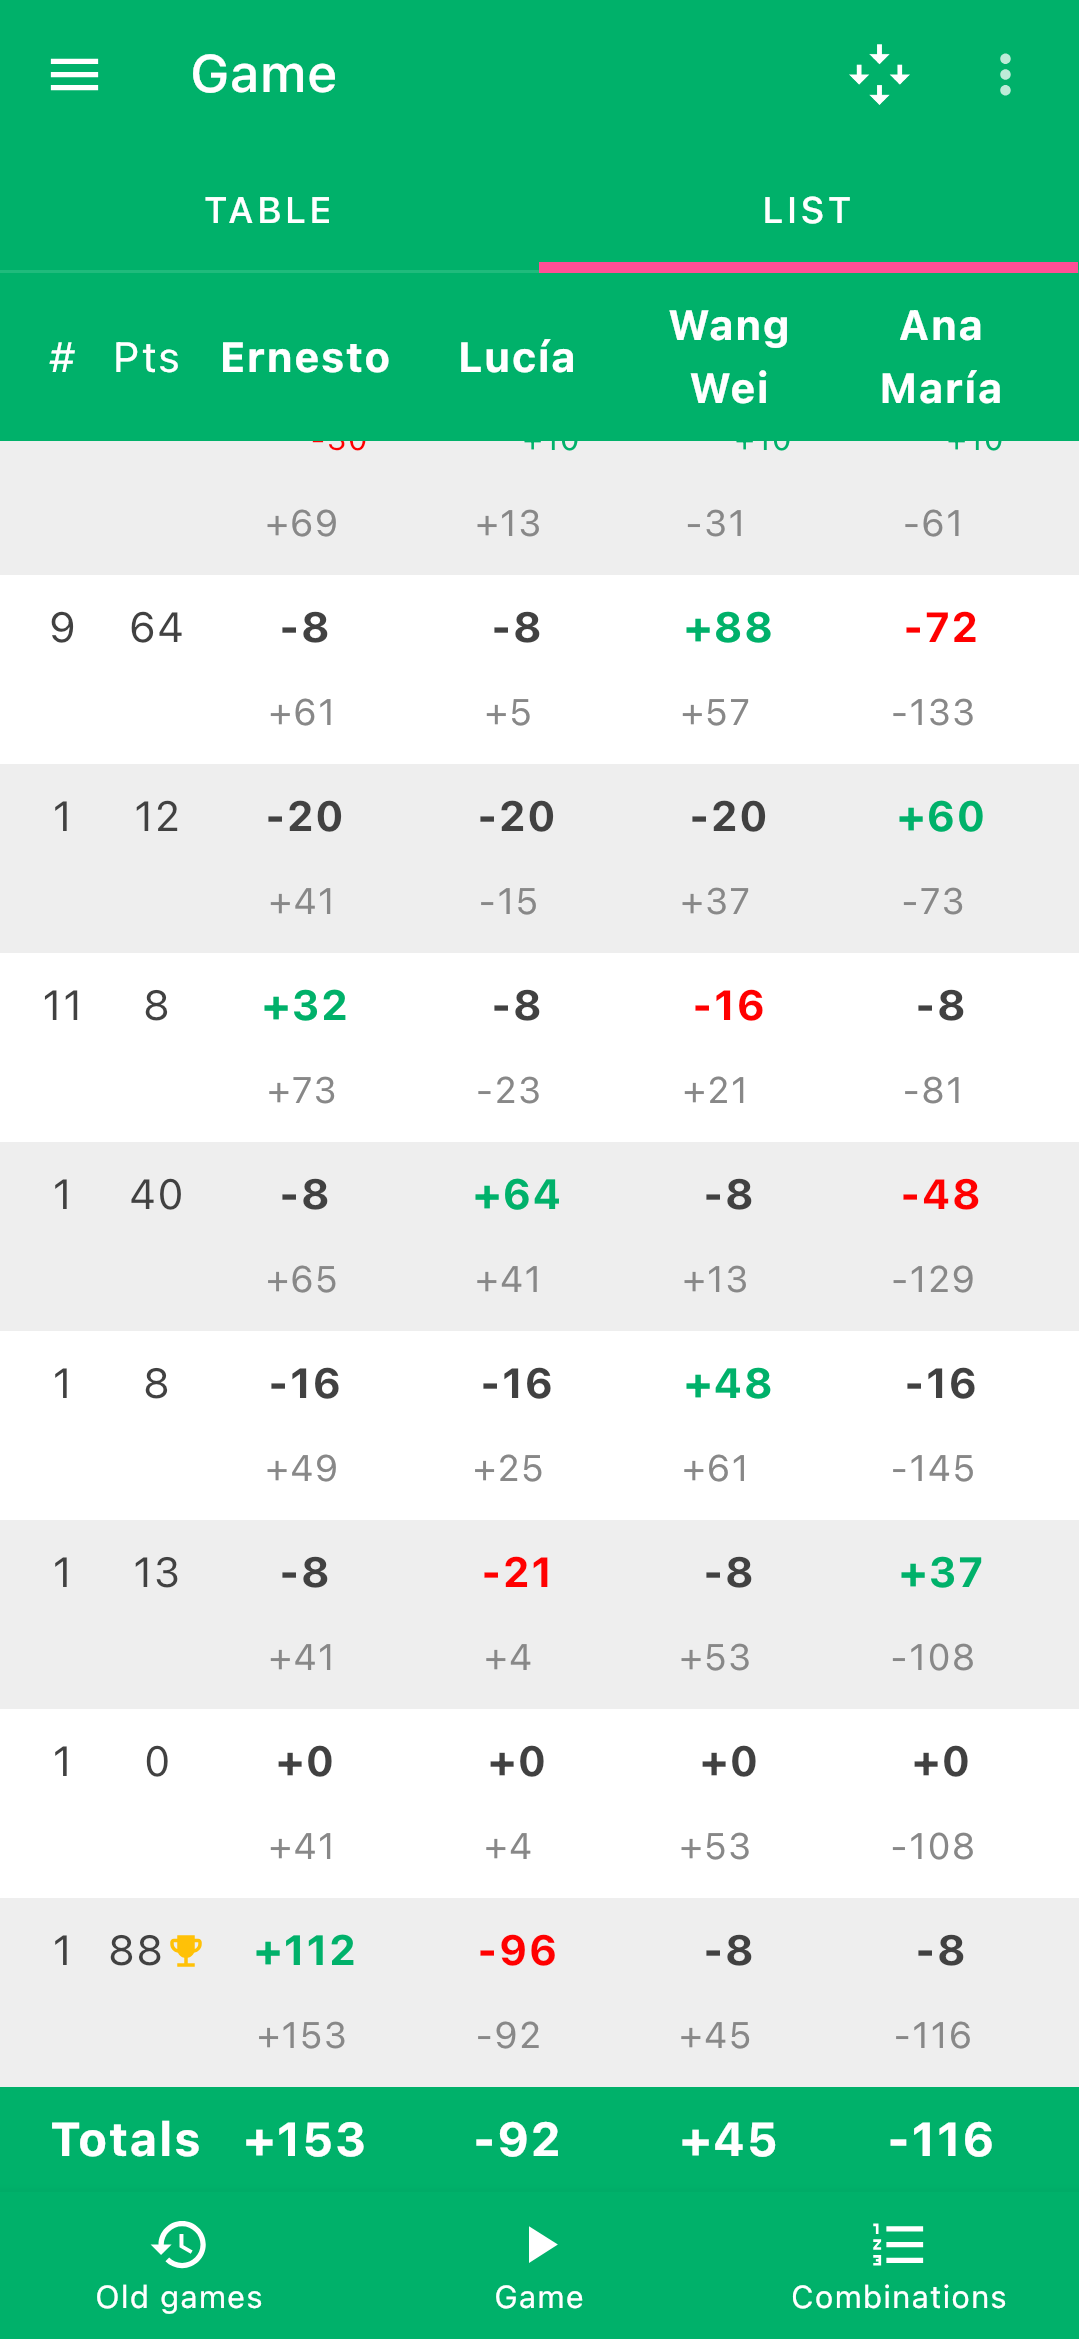 Game
TABLE LIST
# Pts Ernesto Lucía Wang Wei Ana María
-30 +10 +10 +10
+69 +13 -31 -61
9 64 -8 -8 +88 -72
+61 +5 +57 -133
1 12 -20 -20 -20 +60
+41 -15 +37 -73
11 8 +32 -8 -16 -8
+73 -23 +21 -81
1 40 -8 +64 -8 -48
+65 +41 +13 -129
1 8 -16 -16 +48 -16
+49 +25 +61 -145
1 13 -8 -21 -8 +37
+41 +4 +53 -108
1 0 +0 +0 +0 +0
+41 +4 +53 -108
1 88 +112 -96 -8 -8
+153 -92 +45 -116
Totals +153 -92 +45 -116
Old games Game Combinations